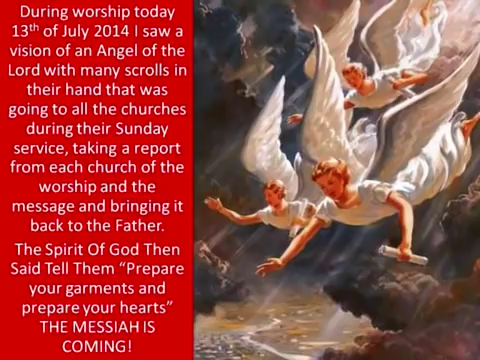 During worship today
13th of July 2014 I saw a
vision of an Angel of the
Lord with many scrolls in
their hand that was
going to all the churches
during their Sunday
service, taking a report
from each church of the
worship and the
message and bringing it
back to the Father.
The Spirit Of God Then
Said Tell Them “Prepare
your garments and
prepare your hearts”
THE MESSIAH IS
COMING!